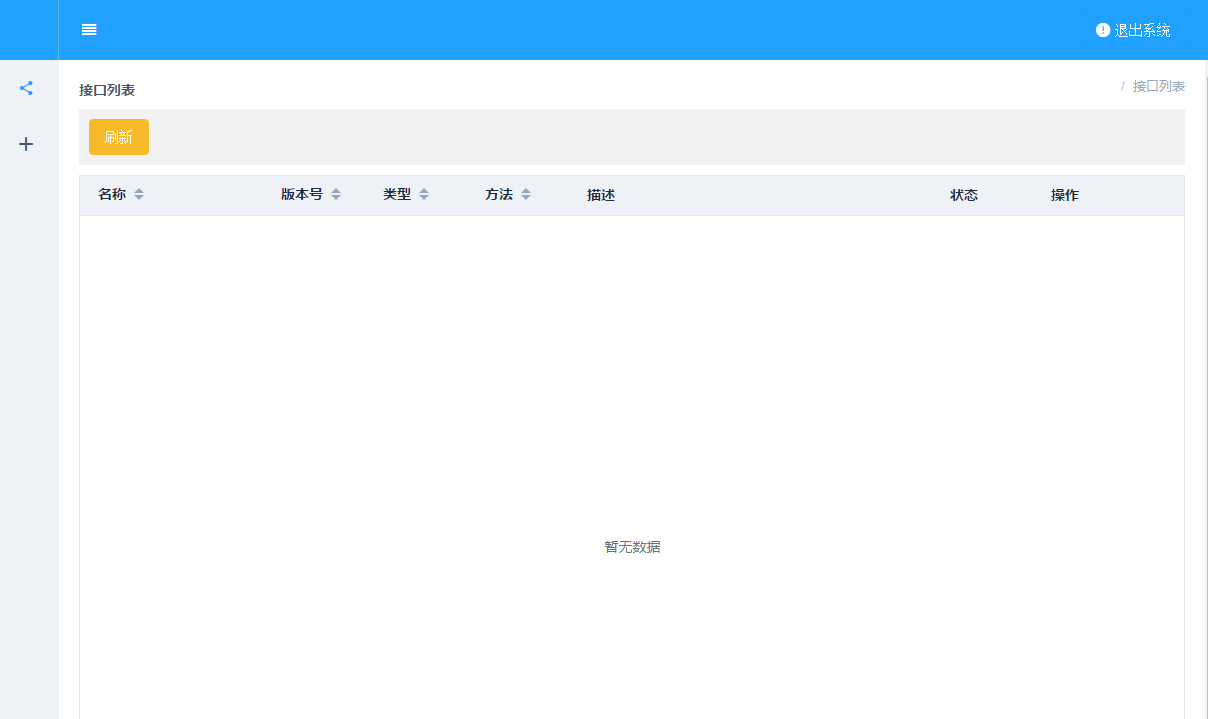 退出系统
接口列表
/ 接口列表
刷新
名称 版本号 类型 方法 描述 状态 操作
暂无数据